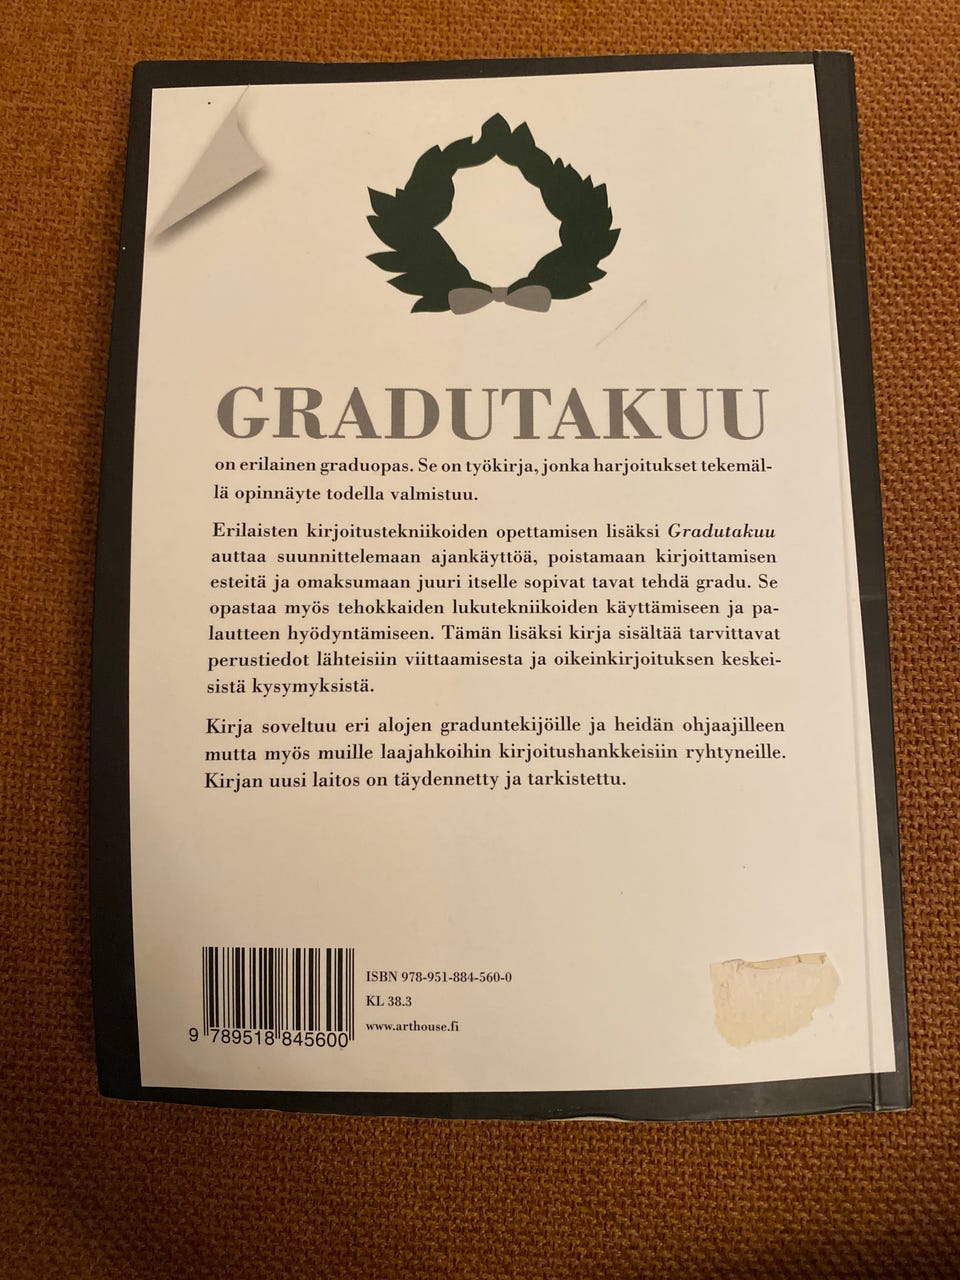 GRADUTAKUU
on erilainen graduopas. Se on työkirja, jonka harjoitukset tekemäl-
lä opinnäyte todella valmistuu.
Erilaisten kirjoitustekniikoiden opettamisen lisäksi Gradutakuu
auttaa suunnittelemaan ajankäyttöä, poistamaan kirjoittamisen
esteitä ja omaksumaan juuri itselle sopivat tavat tehdä gradu. Se
opastaa myös tehokkaiden lukutekniikoiden käyttämiseen ja pa-
lautteen hyödyntämiseen. Tämän lisäksi kirja sisältää tarvittavat
perustiedot lähteisiin viittaamisesta ja oikeinkirjoituksen keskei-
sistä kysymyksistä.
Kirja soveltuu eri alojen graduntekijöille ja heidän ohjaajilleen
mutta myös muille laajahkoihin kirjoitushankkeisiin ryhtyneille.
Kirjan uusi laitos on täydennetty ja tarkistettu.
ISBN 978-951-884-560-0
KL 38.3
www.arthouse.fi
9 789518 845600